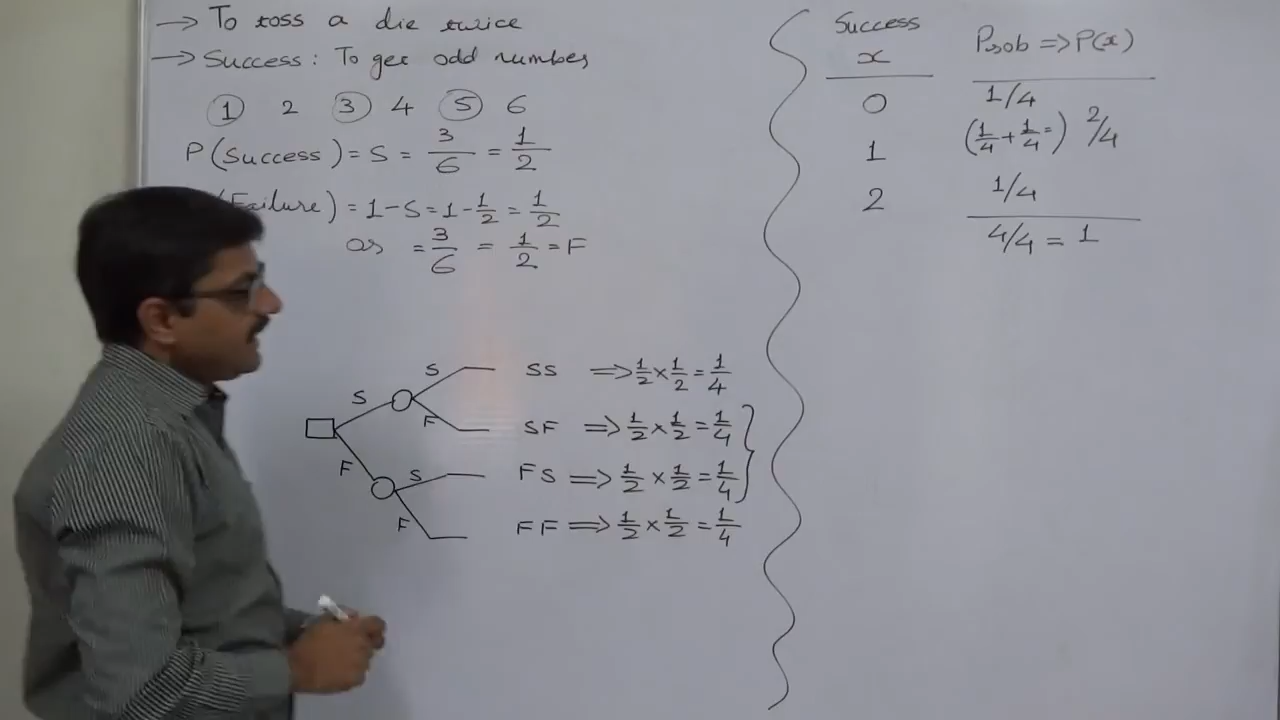 → To toss a die twice
→ Success: To get odd number
1 2 3 4 5 6
P(Success) = S = 3/6 = 1/2
(Failure) = 1-S = 1-1/2 = 1/2
or = 3/6 = 1/2 = F
S
S
F
F
S
F
SS ⇒ 1/2 × 1/2 = 1/4
SF ⇒ 1/2 × 1/2 = 1/4
FS ⇒ 1/2 × 1/2 = 1/4
FF ⇒ 1/2 × 1/2 = 1/4
Success x Prob ⇒ P(x)
0 1/4
1 (1/4 + 1/4 =) 2/4
2 1/4
4/4 = 1